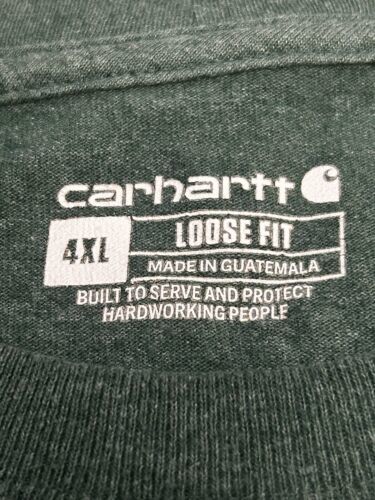 carhartt
4XL
LOOSE FIT
MADE IN GUATEMALA
BUILT TO SERVE AND PROTECT
HARDWORKING PEOPLE